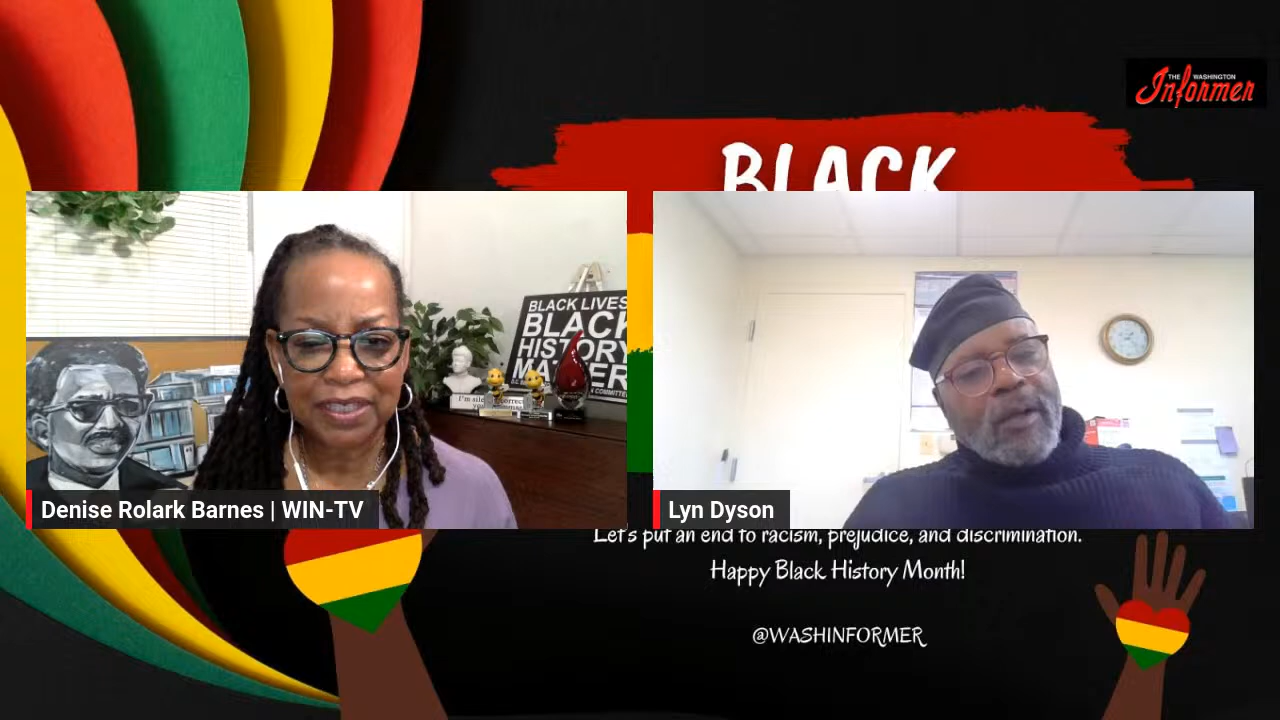 THE WASHINGTON
Informer
BLACK
BLACK LIVES
BLACK
HISTORY
MATTER
COMMITTEE
I'm
Denise Rolark Barnes | WIN-TV
Lyn Dyson
Let's put an end to racism, prejudice, and discrimination.
Happy Black History Month!
@WASHINFORMER